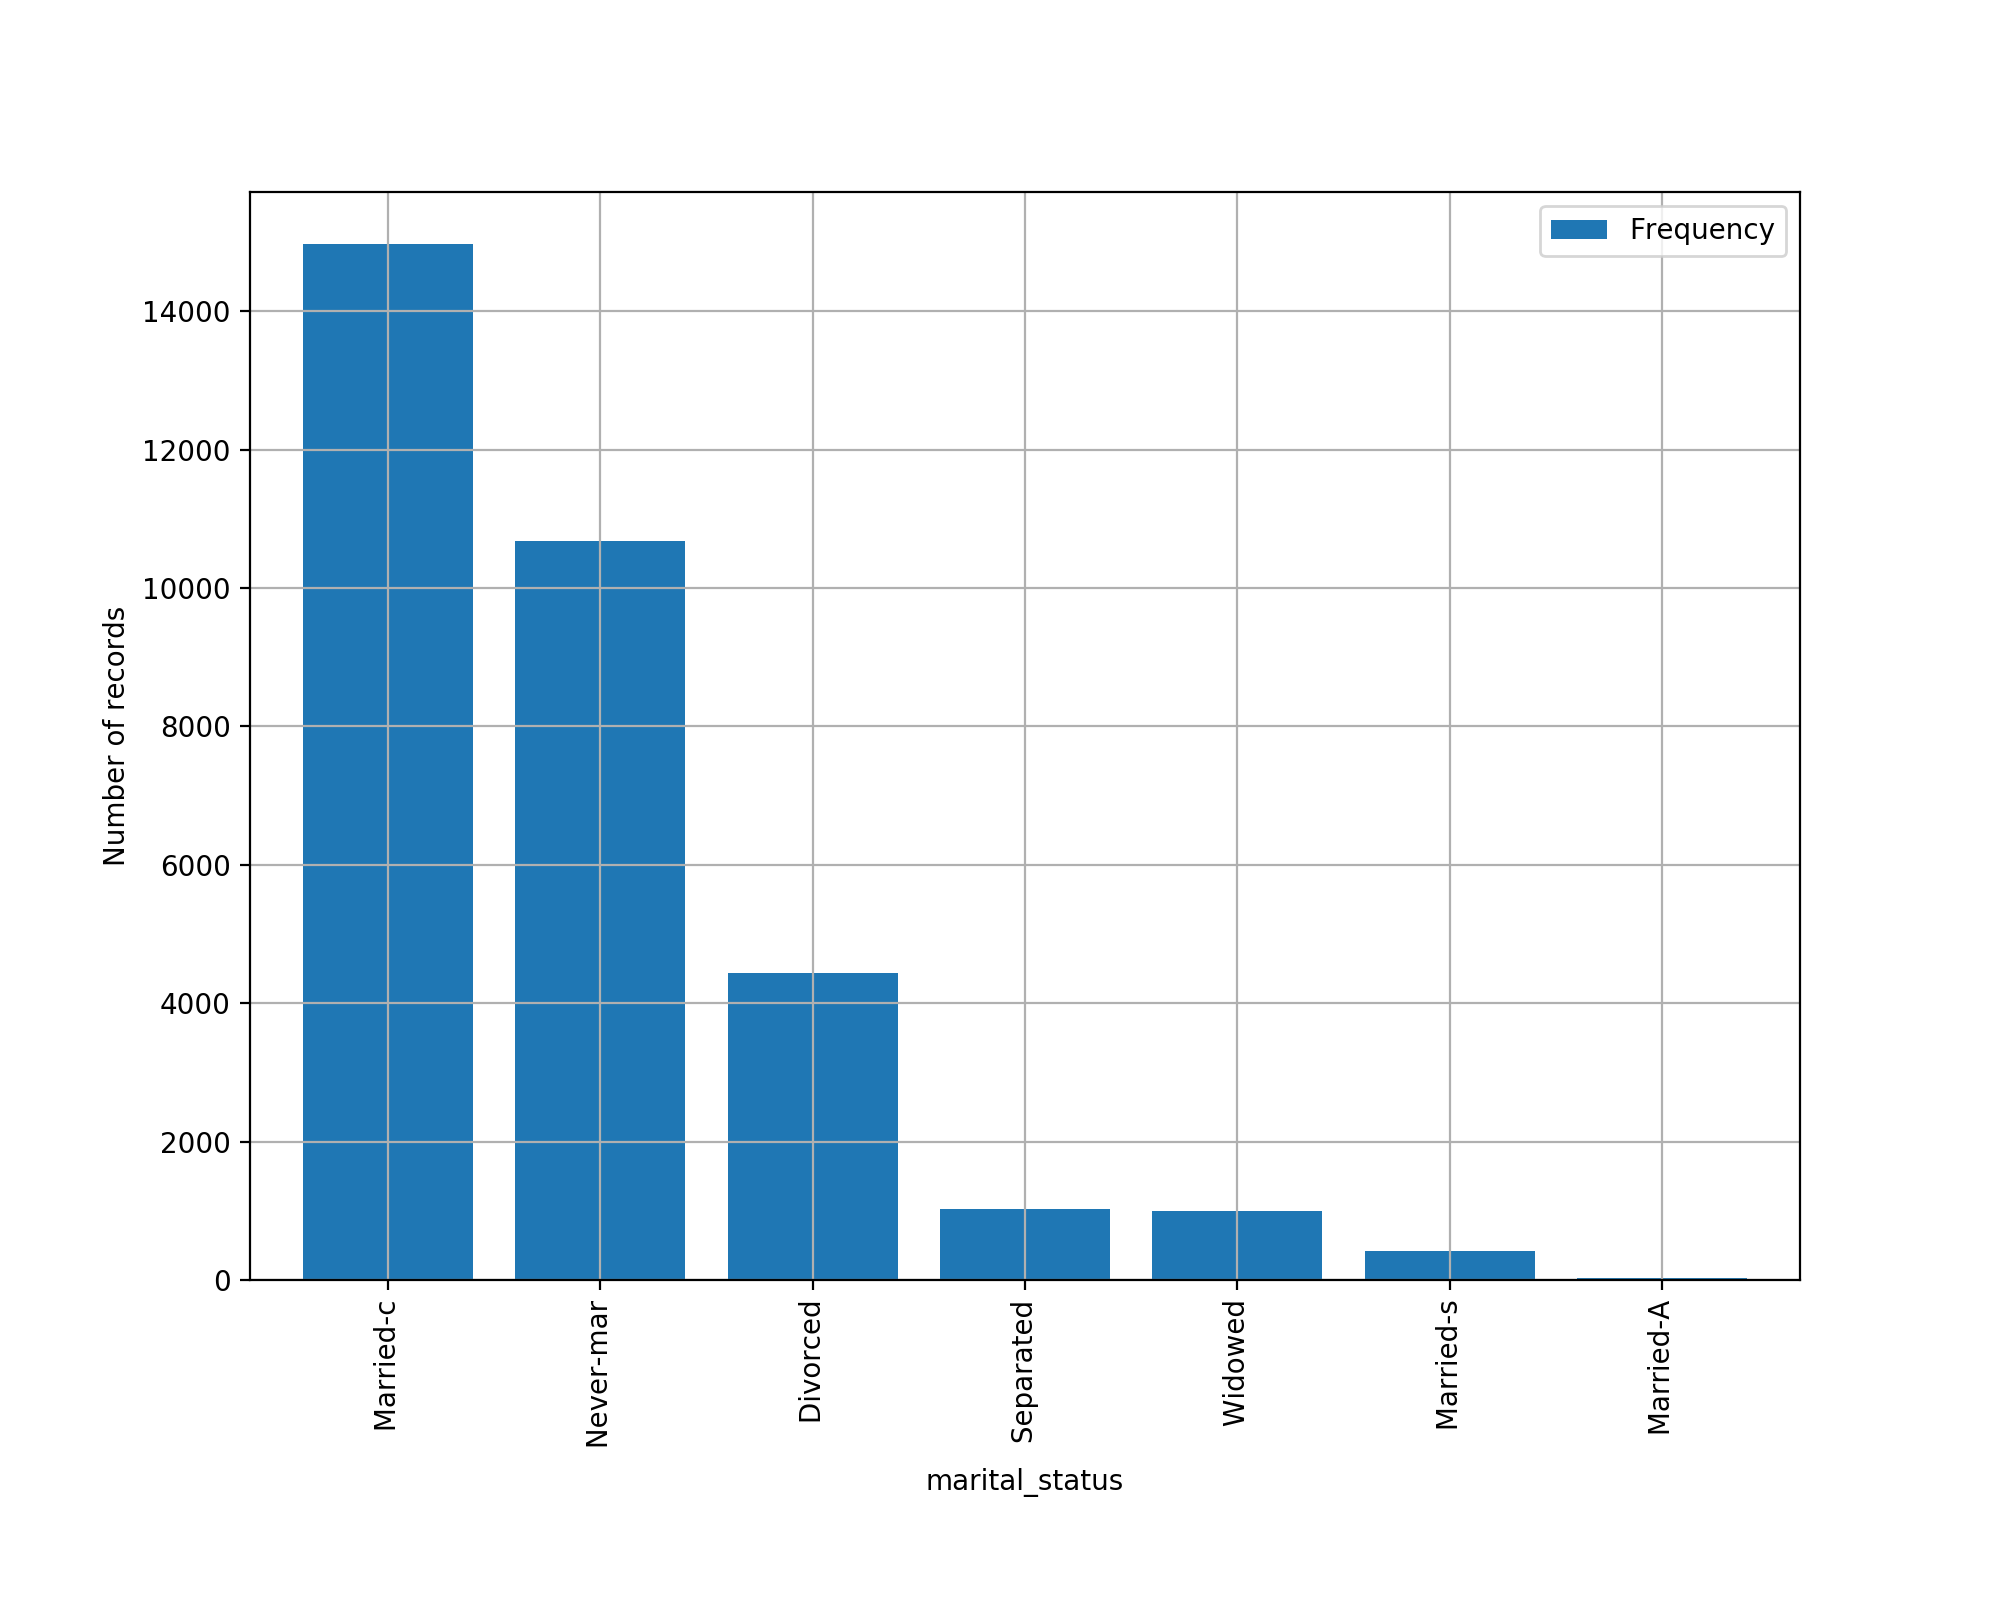 Frequency
14000
12000
10000
8000
6000
4000
2000
0
Number of records
Married-c
Never-mar
Divorced
Separated
Widowed
Married-s
Married-A
marital_status